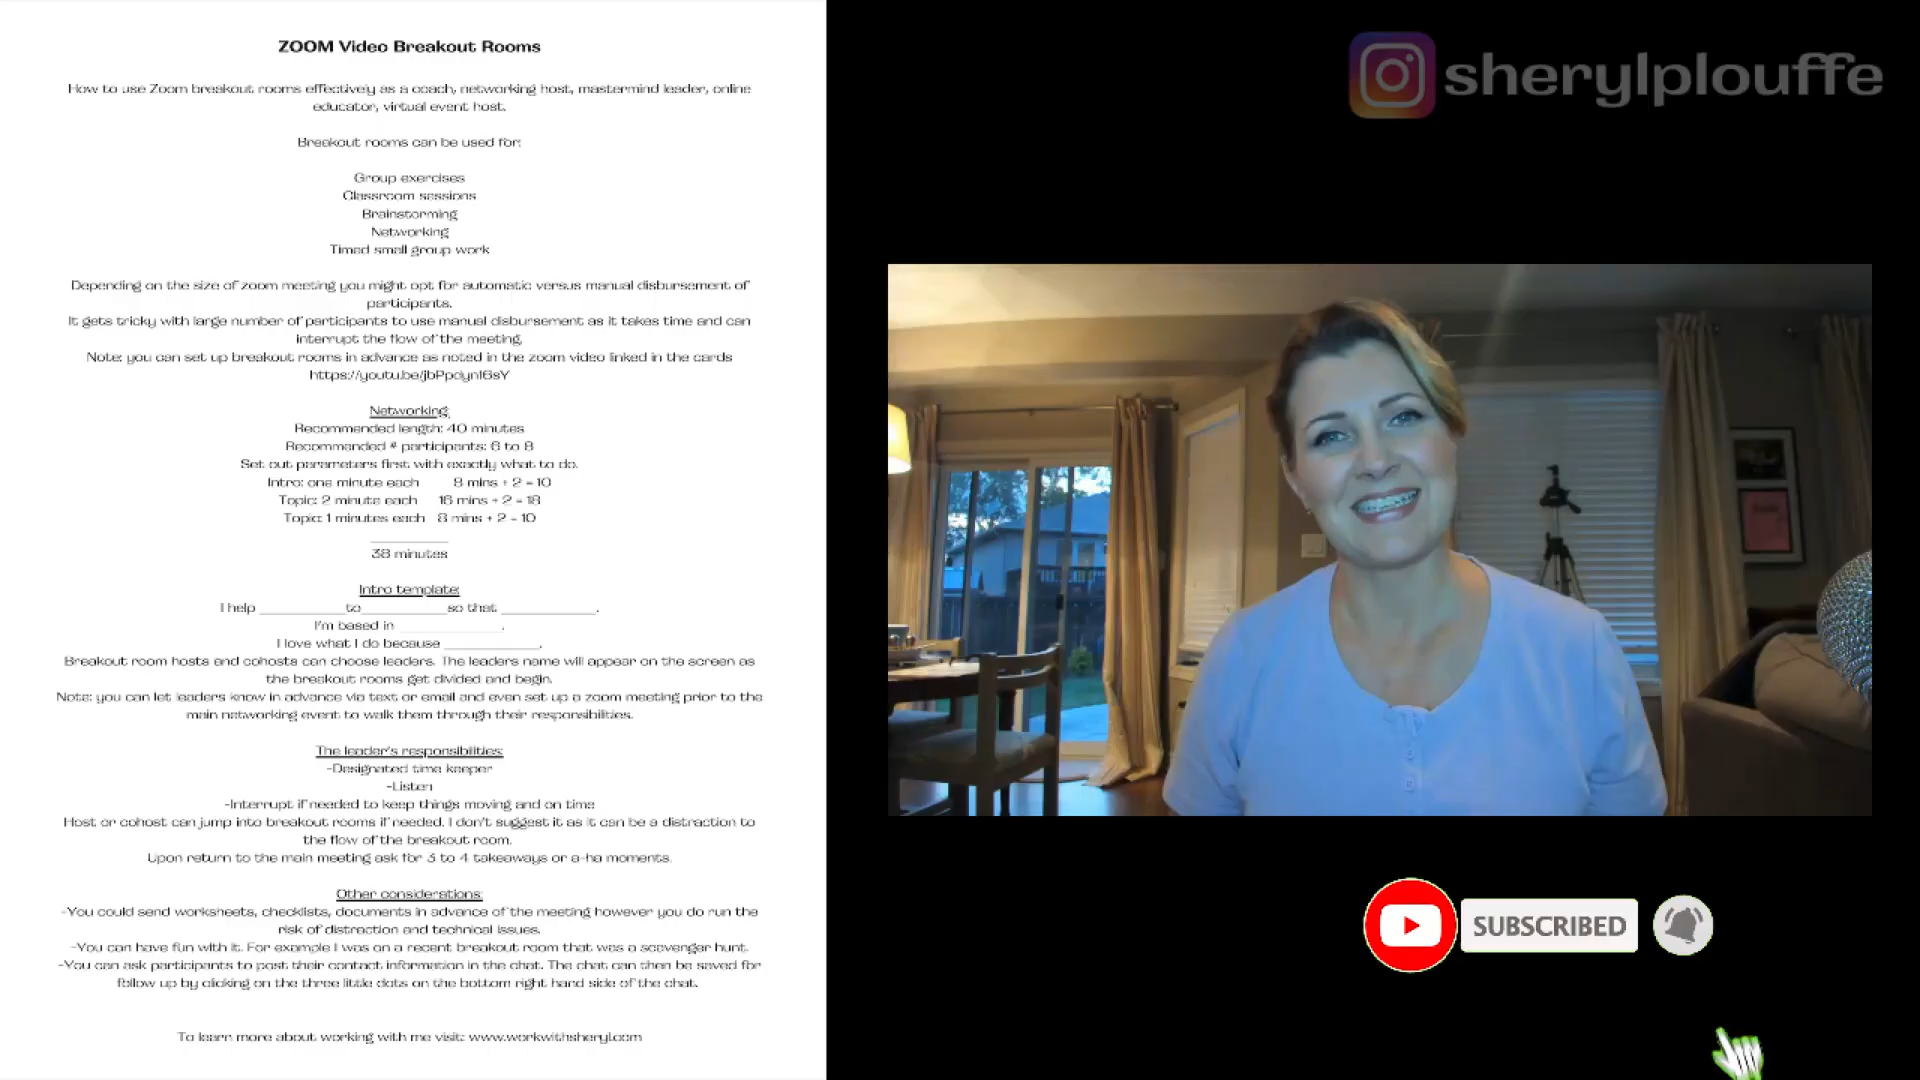 ZOOM Video Breakout Rooms
How to use Zoom breakout rooms effectively as a coach, networking host, mastermind leader, online
educator, virtual event host.
Breakout rooms can be used for:
Group exercises
Classroom sessions
Brainstorming
Networking
Timed small group work
Depending on the size of zoom meeting you might opt for automatic versus manual disbursement of
participants.
It gets tricky with large number of participants to use manual disbursement as it takes time and can
interrupt the flow of the meeting.
Note: you can set up breakout rooms in advance as noted in the zoom video linked in the cards
Networking:
Recommended length: 40 minutes
Recommended # participants: 6 to 8
Set out parameters first with exactly what to do.
Intro: one minute each 8 mins + 2 = 10
Topic: 2 minute each 16 mins + 2 = 18
Topic: 1 minutes each 8 mins + 2 = 10
38 minutes
Intro template:
I help ____________to____________so that _____________.
I'm based in ______________.
I love what I do because _____________.
Breakout room hosts and cohosts can choose leaders. The leaders name will appear on the screen as
the breakout rooms get divided and begin.
Note: you can let leaders know in advance via text or email and even set up a zoom meeting prior to the
main networking event to walk them through their responsibilities.
The leader's responsibilities:
-Designated time keeper
-Listen
-Interrupt if needed to keep things moving and on time
Host or cohost can jump into breakout rooms if needed. I don't suggest it as it can be a distraction to
the flow of the breakout room.
Upon return to the main meeting ask for 3 to 4 takeaways or a-ha moments.
Other considerations:
-You could send worksheets, checklists, documents in advance of the meeting however you do run the
risk of distraction and technical issues.
-You can have fun with it. For example I was on a recent breakout room that was a scavenger hunt.
-You can ask participants to post their contact information in the chat. The chat can then be saved for
follow up by clicking on the three little dots on the bottom right hand side of the chat.
To learn more about working with me visit: www.workwithsheryl.com
sherylplouffe
SUBSCRIBED